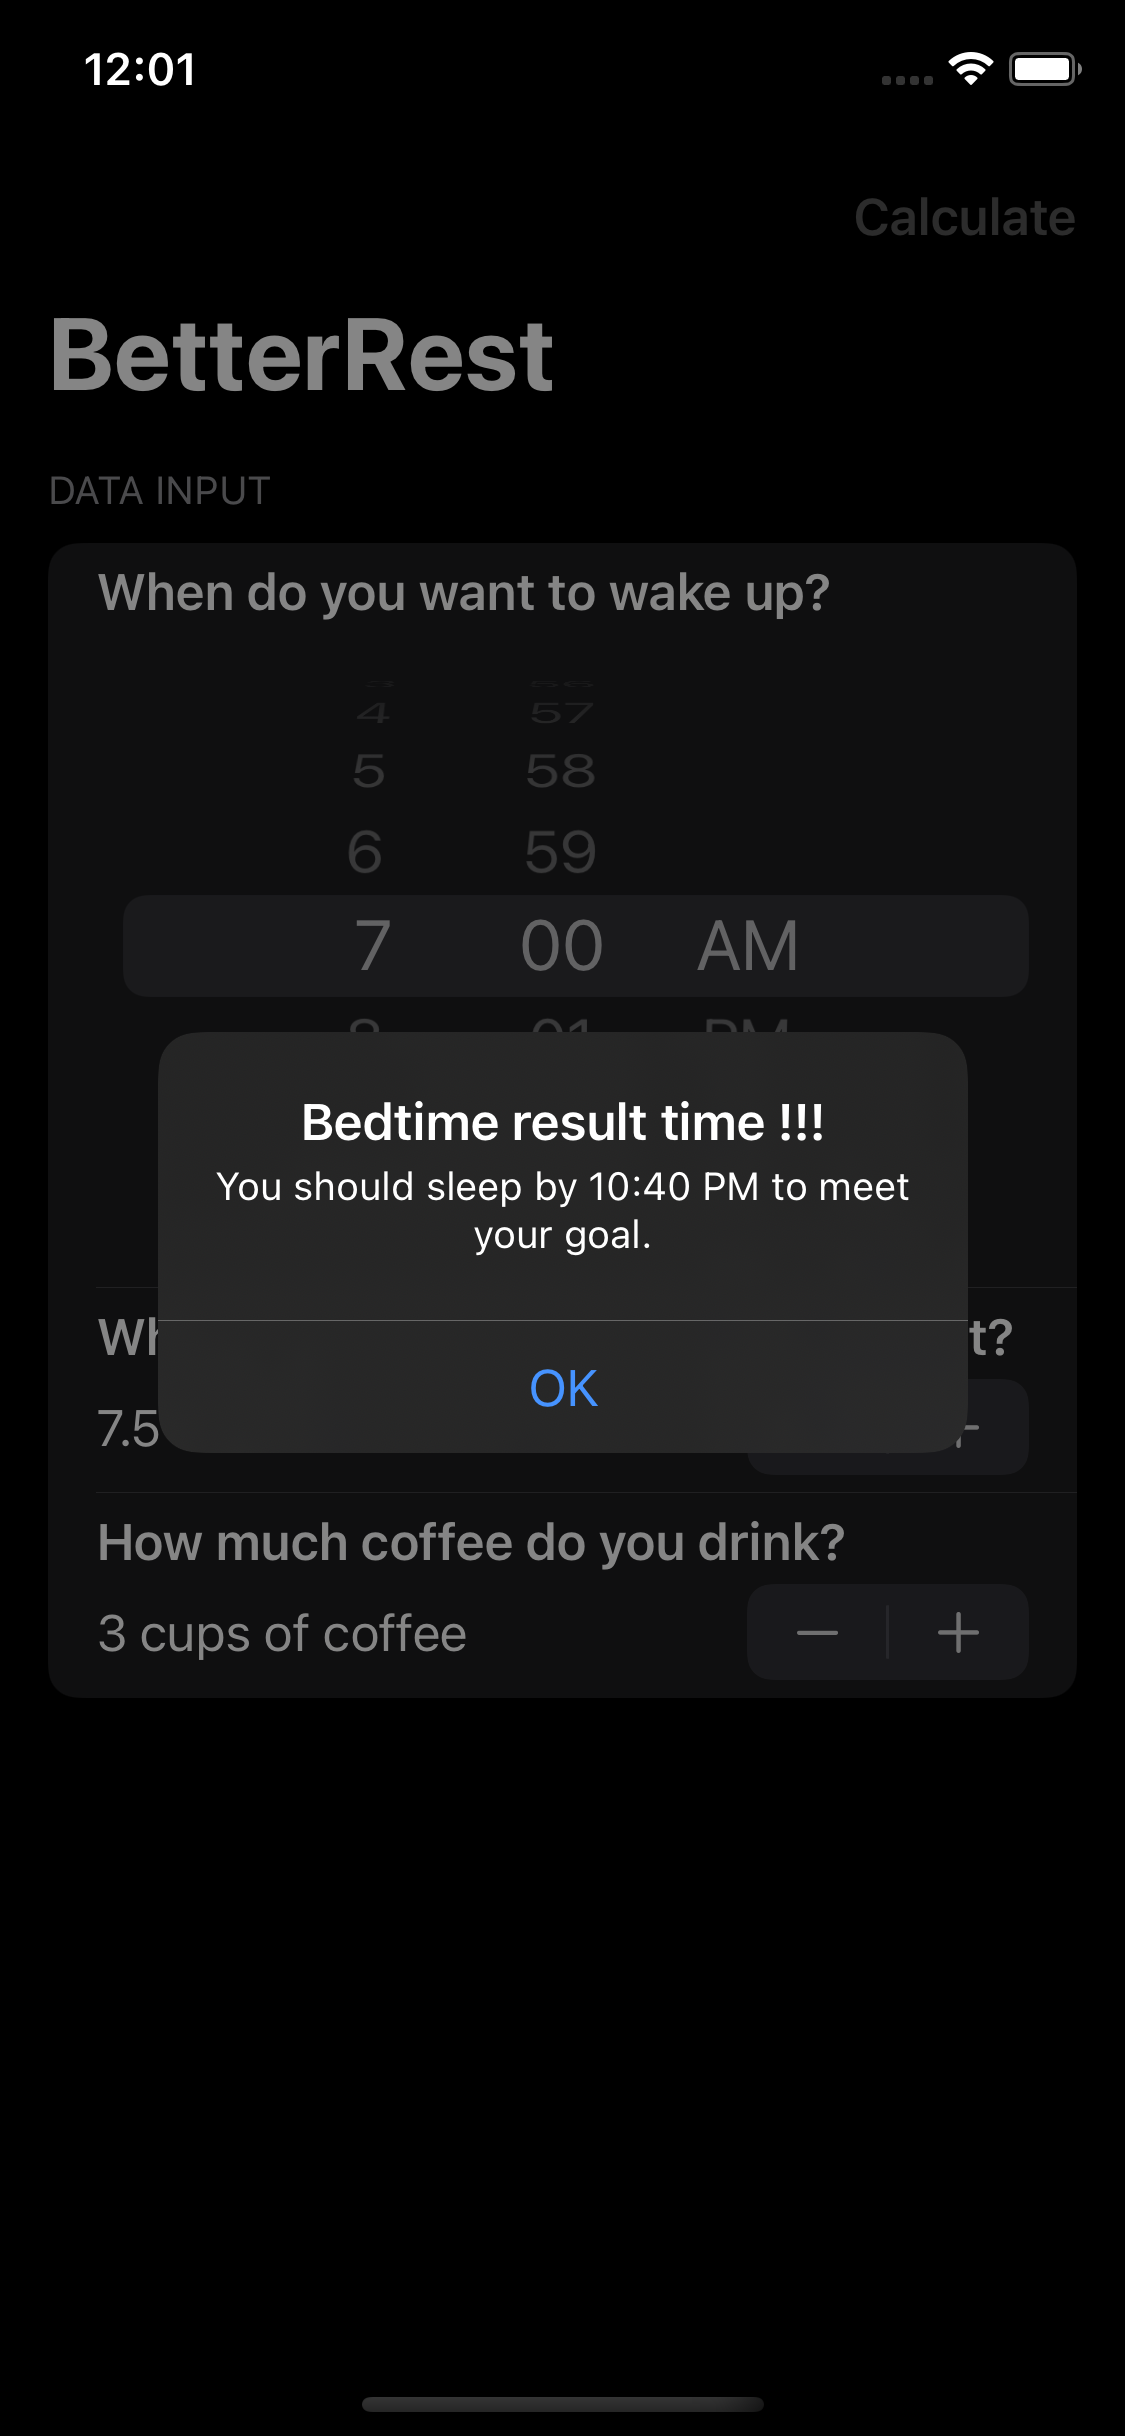 12:01
Calculate
BetterRest
DATA INPUT
When do you want to wake up?
4 57
5 58
6 59
7 00 AM
Bedtime result time !!!
You should sleep by 10:40 PM to meet
your goal.
OK
7.5
How much coffee do you drink?
3 cups of coffee